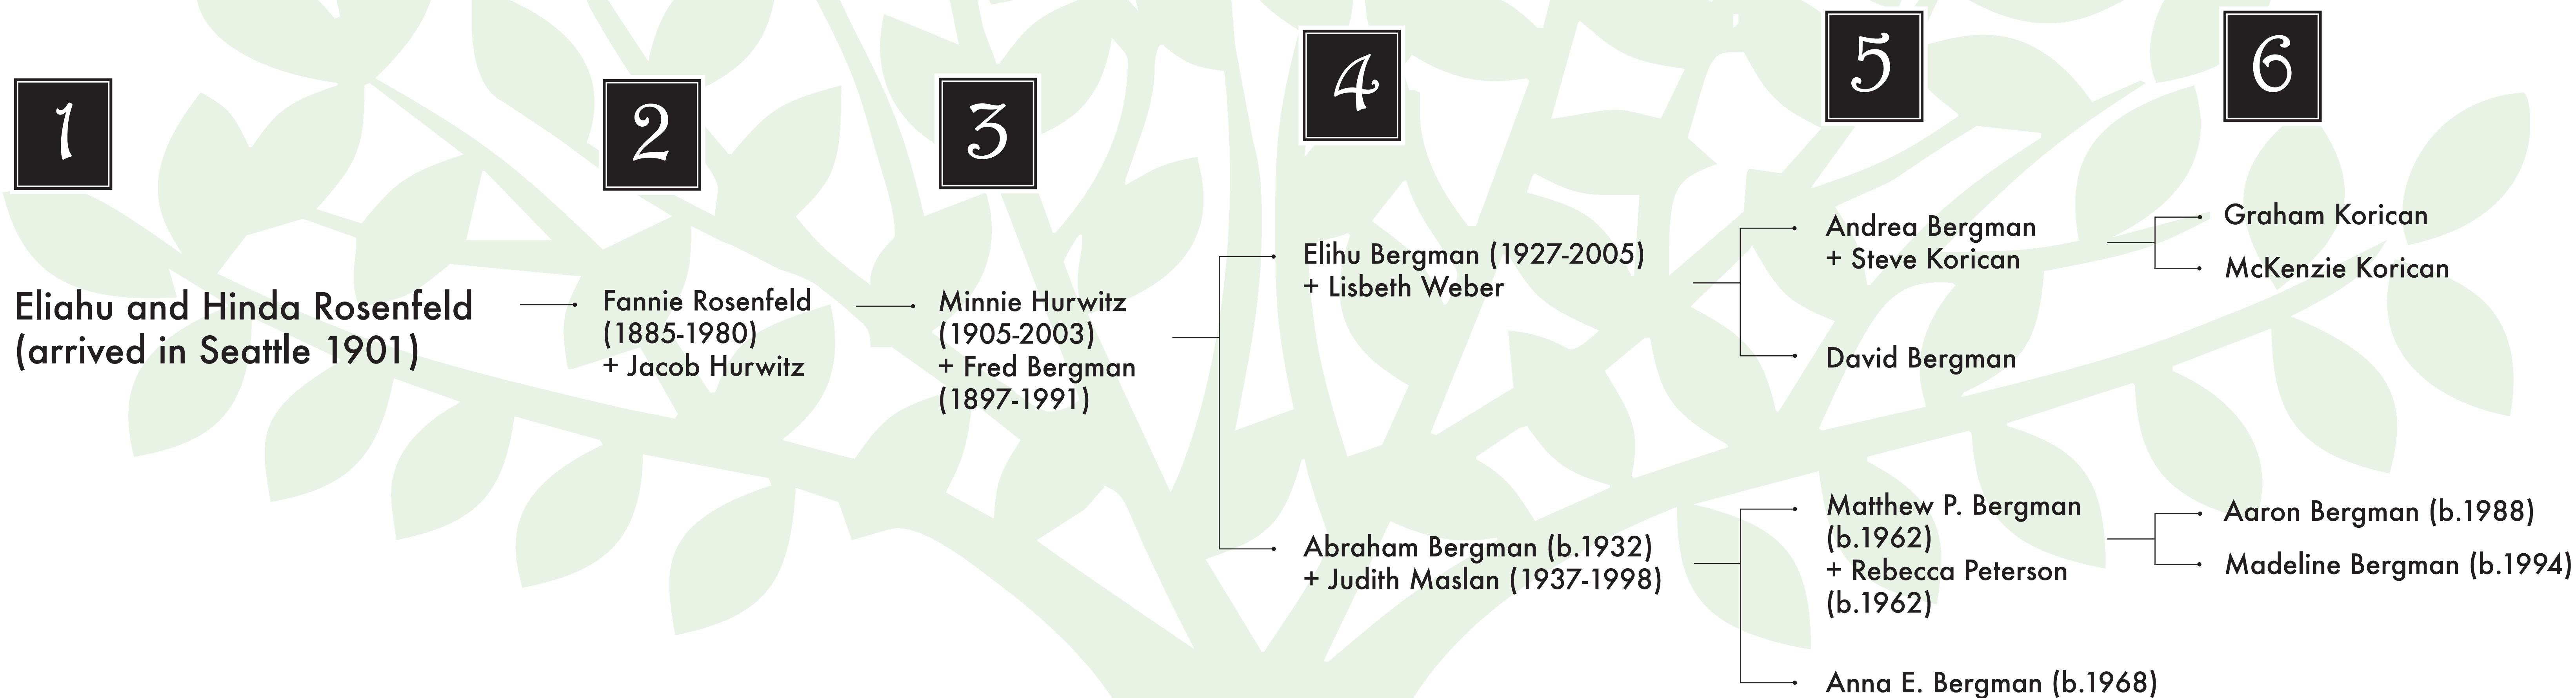 1
2
3
4
5
6
Eliahu and Hinda Rosenfeld
(arrived in Seattle 1901)
Fannie Rosenfeld
(1885-1980)
+ Jacob Hurwitz
Minnie Hurwitz
(1905-2003)
+ Fred Bergman
(1897-1991)
Elihu Bergman (1927-2005)
+ Lisbeth Weber
Abraham Bergman (b.1932)
+ Judith Maslan (1937-1998)
Andrea Bergman
+ Steve Korican
David Bergman
Matthew P. Bergman
(b.1962)
+ Rebecca Peterson
(b.1962)
Anna E. Bergman (b.1968)
Graham Korican
McKenzie Korican
Aaron Bergman (b.1988)
Madeline Bergman (b.1994)